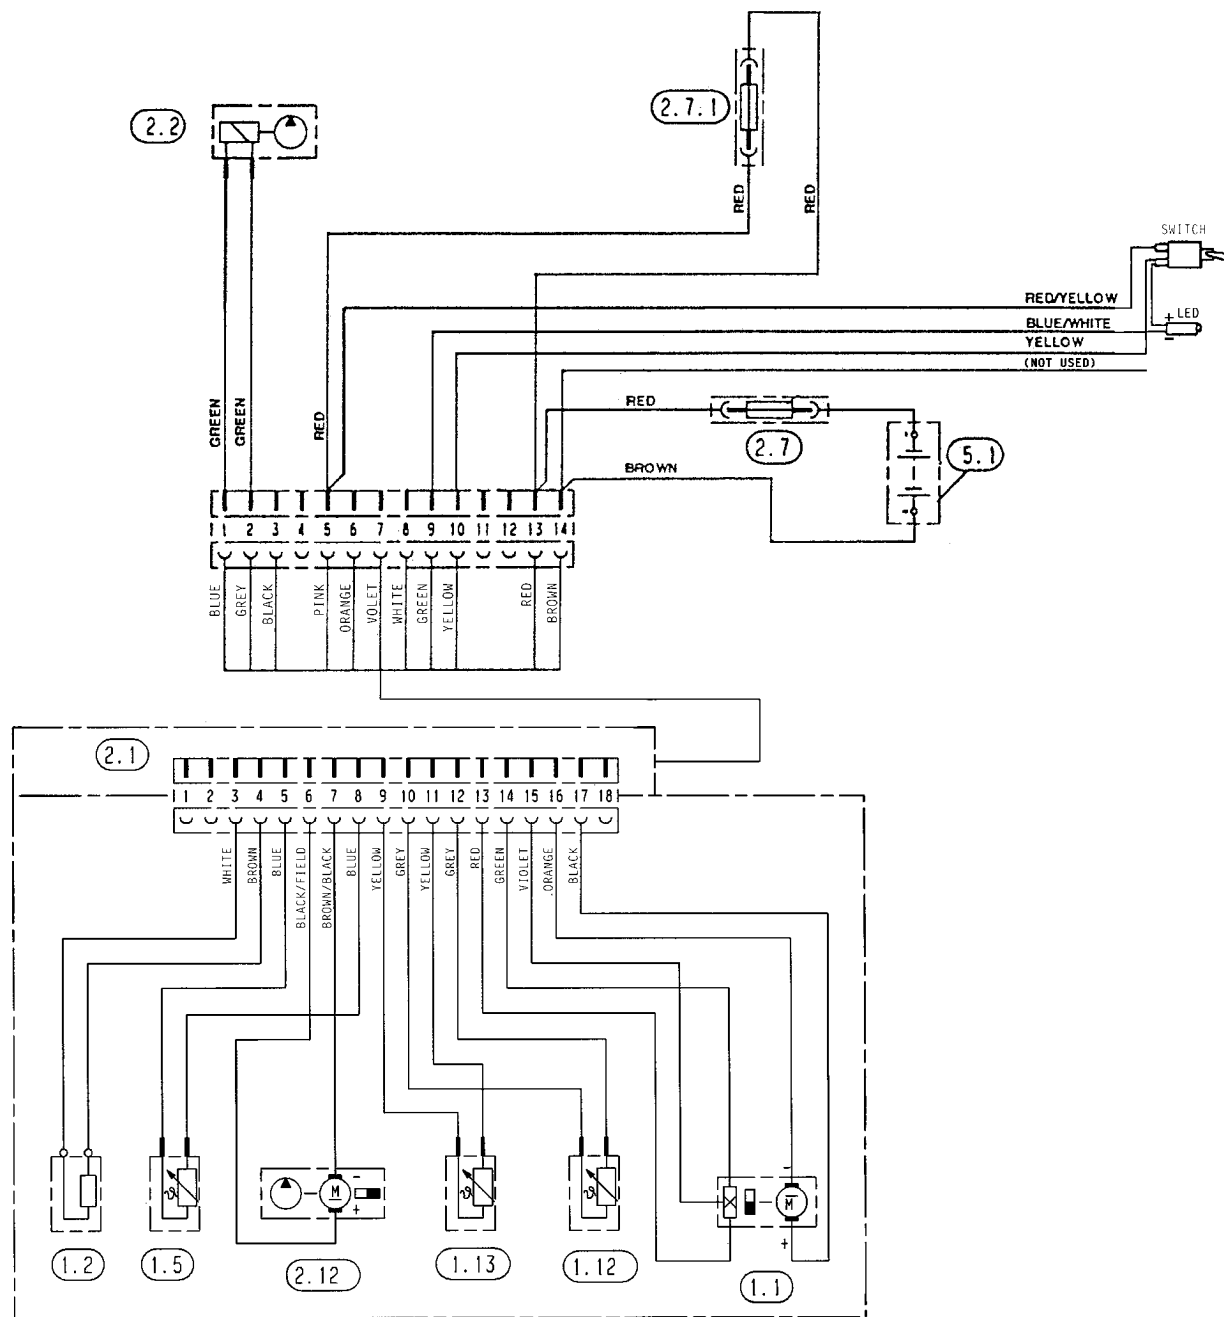 2.7.1
2.2
RED
RED
SWITCH
RED/YELLOW
+ LED
-
BLUE/WHITE
YELLOW
(NOT USED)
GREEN
GREEN
RED
RED
2.7
5.1
BROWN
1 2 3 4 5 6 7 8 9 10 11 12 13 14
BLUE
GREY
BLACK
PINK
ORANGE
VOLET
WHITE
GREEN
YELLOW
RED
BROWN
2.1
1 2 3 4 5 6 7 8 9 10 11 12 13 14 15 16 17 18
WHITE
BROWN
BLUE
BLACK/FIELD
BROWN/BLACK
BLUE
YELLOW
GREY
YELLOW
GREY
RED
GREEN
VIOLET
.ORANGE
BLACK
M
-
+
M
-
+
1.2
1.5
2.12
1.13
1.12
1.1